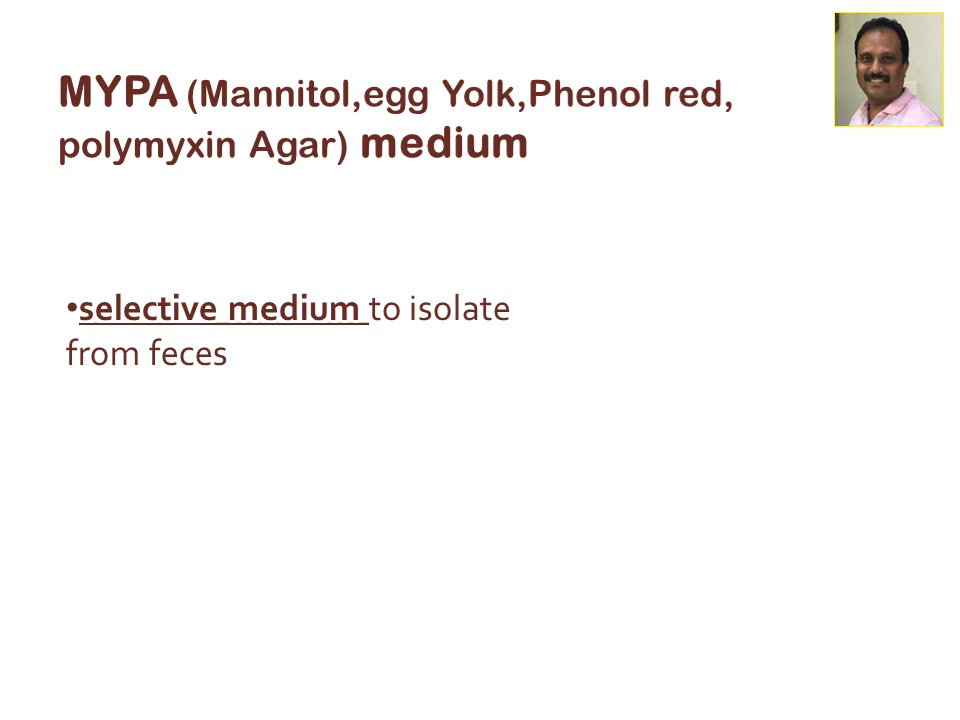 MYPA (Mannitol,egg Yolk,Phenol red,
polymyxin Agar) medium
•selective medium to isolate
from feces